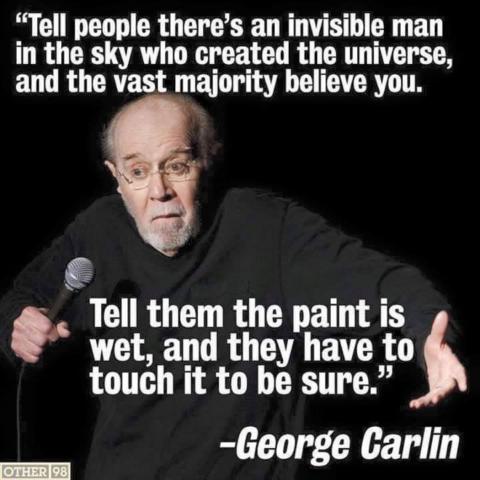 “Tell people there’s an invisible man
in the sky who created the universe,
and the vast majority believe you.
Tell them the paint is
wet, and they have to
touch it to be sure.”
–George Carlin
OTHER 98